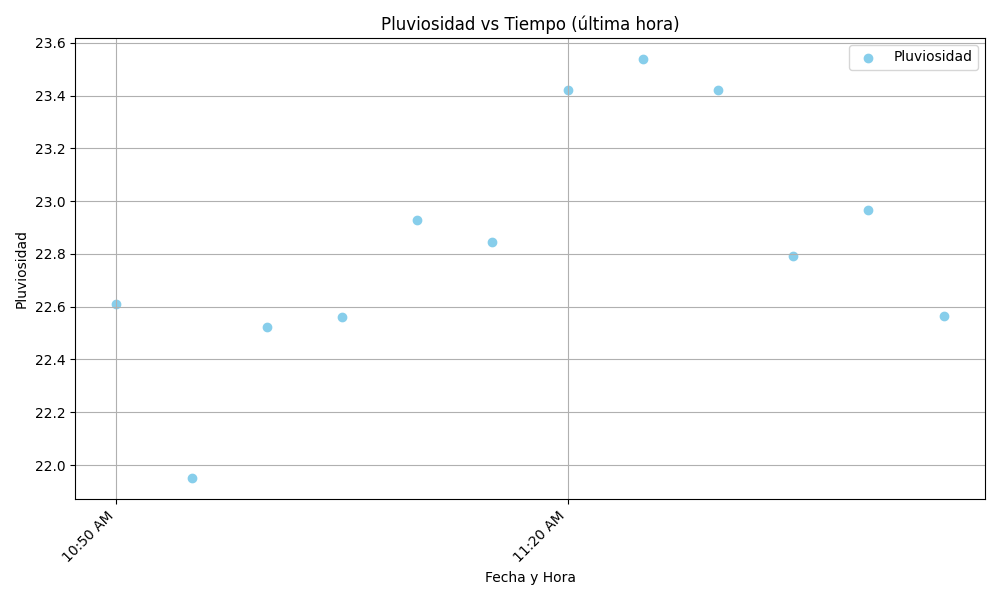 Pluviosidad vs Tiempo (última hora)
Pluviosidad
23.6
23.4
23.2
23.0
22.8
22.6
22.4
22.2
22.0
Pluviosidad
10:50 AM
11:20 AM
Fecha y Hora